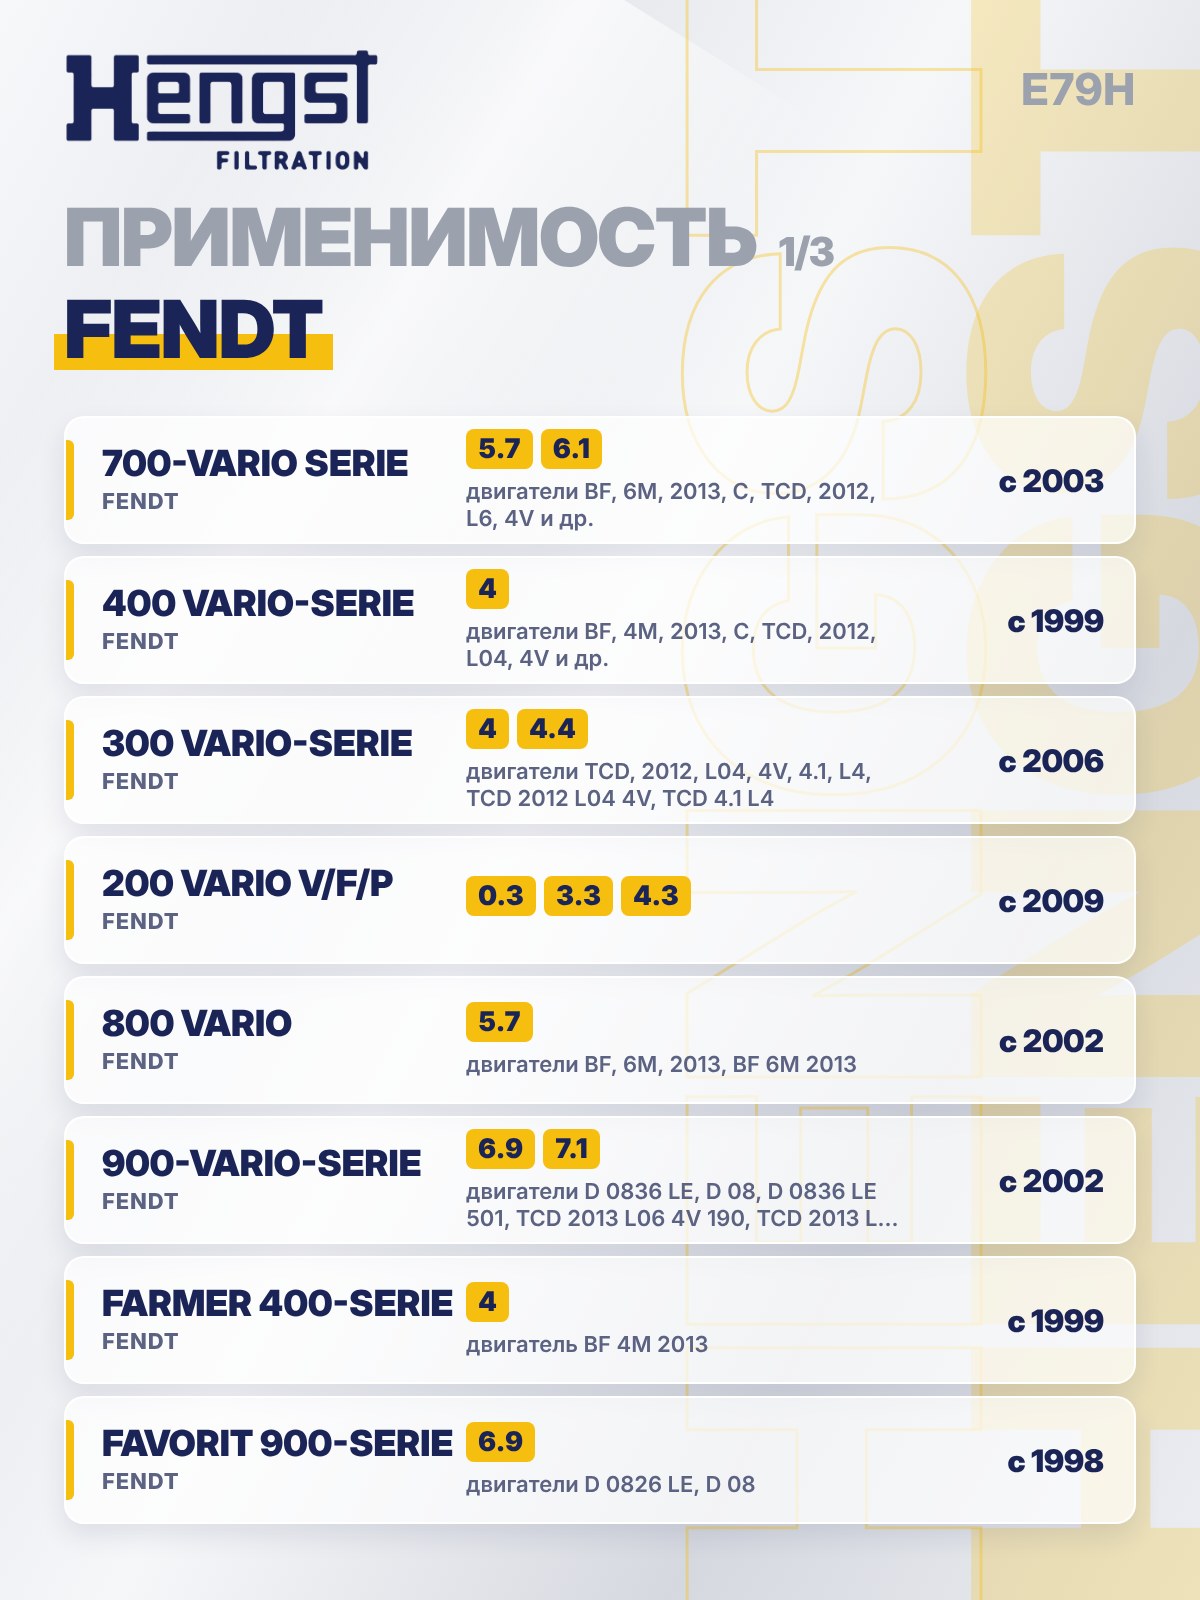 Hengst
FILTRATION
E79H
ПРИМЕНИМОСТЬ 1/3
FENDT
700-VARIO SERIE
FENDT
5.7 6.1
двигатели BF, 6M, 2013, C, TCD, 2012,
L6, 4V и др.
с 2003
400 VARIO-SERIE
FENDT
4
двигатели BF, 4M, 2013, C, TCD, 2012,
L04, 4V и др.
с 1999
300 VARIO-SERIE
FENDT
4 4.4
двигатели TCD, 2012, L04, 4V, 4.1, L4,
TCD 2012 L04 4V, TCD 4.1 L4
с 2006
200 VARIO V/F/P
FENDT
0.3 3.3 4.3
с 2009
800 VARIO
FENDT
5.7
двигатели BF, 6M, 2013, BF 6M 2013
с 2002
900-VARIO-SERIE
FENDT
6.9 7.1
двигатели D 0836 LE, D 08, D 0836 LE
501, TCD 2013 L06 4V 190, TCD 2013 L...
с 2002
FARMER 400-SERIE
FENDT
4
двигатель BF 4M 2013
с 1999
FAVORIT 900-SERIE
FENDT
6.9
двигатели D 0826 LE, D 08
с 1998
HENGST
HENGST